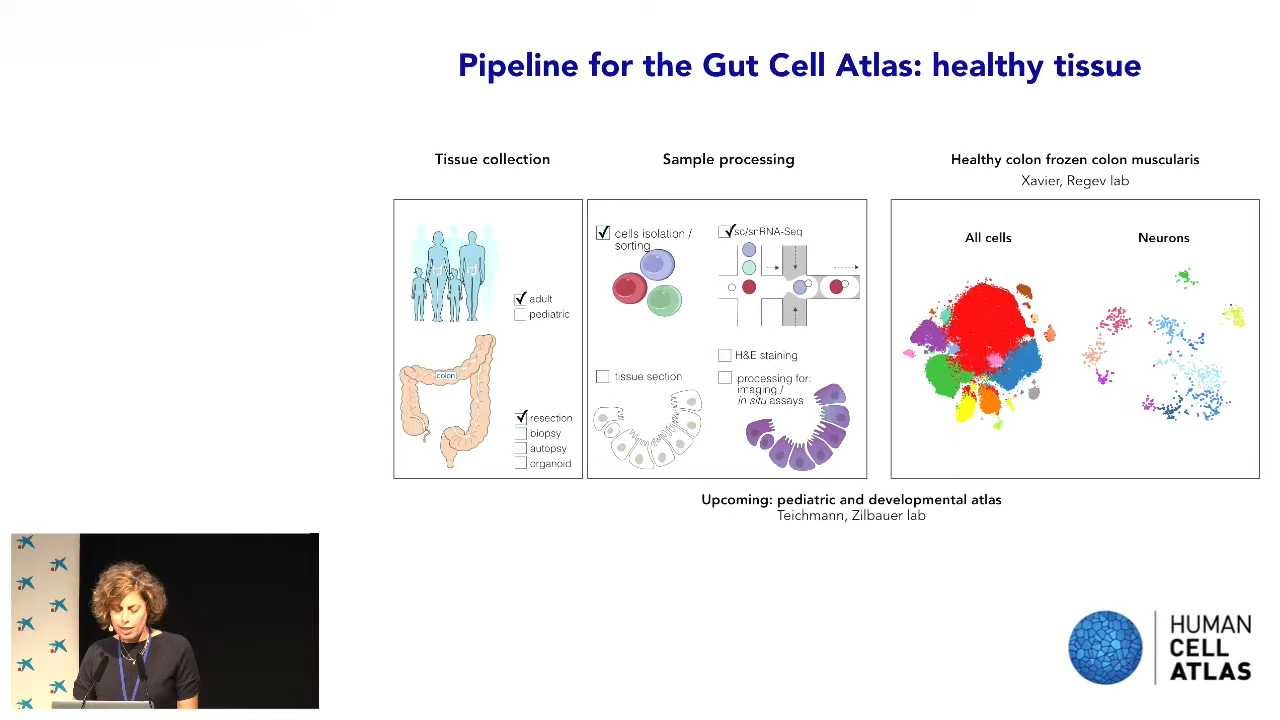 Pipeline for the Gut Cell Atlas: healthy tissue
Tissue collection
Sample processing
Healthy colon frozen colon muscularis
Xavier, Regev lab
adult
pediatric
colon
resection
biopsy
autopsy
organoid
cells isolation /
sorting
sc/snRNA-Seq
H&E staining
tissue section
processing for:
imaging /
in situ assays
All cells
Neurons
Upcoming: pediatric and developmental atlas
Teichmann, Zilbauer lab
HUMAN
CELL
ATLAS